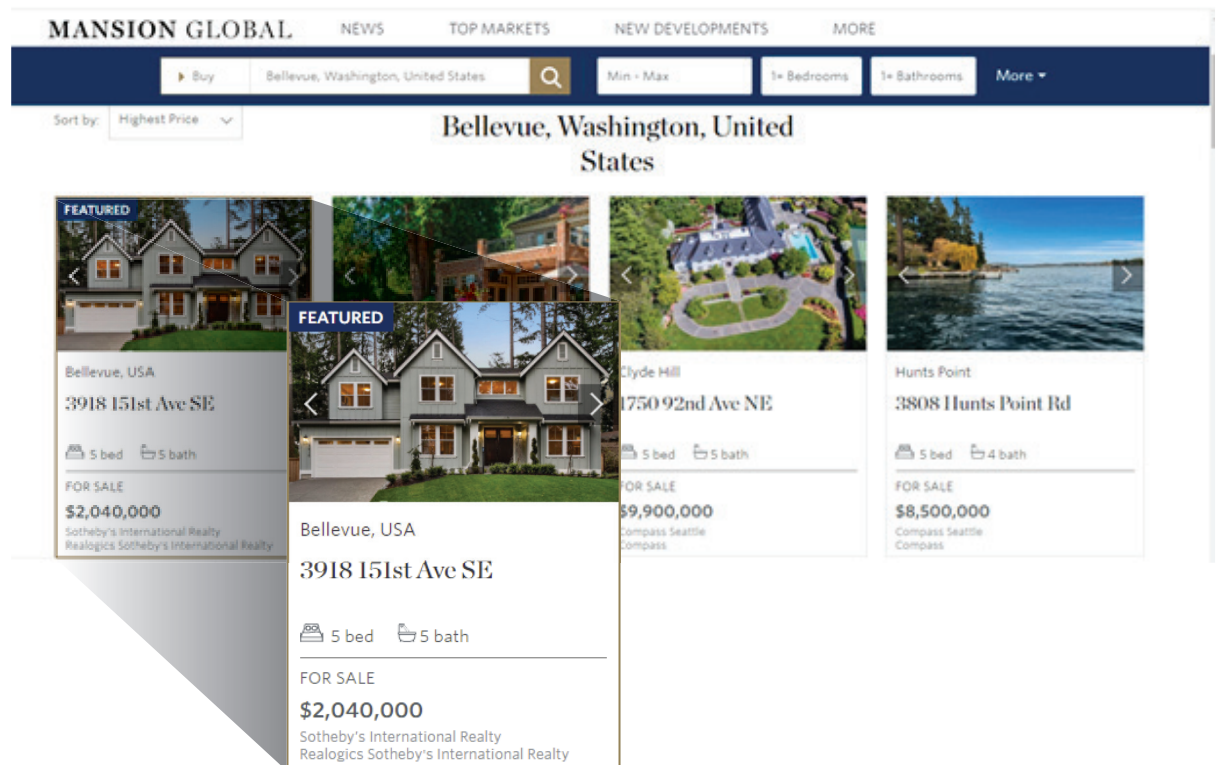 MANSION GLOBAL
NEWS
TOP MARKETS
NEW DEVELOPMENTS
MORE
Buy
Bellevue, Washington, United States
Min - Max
1+ Bedrooms
1+ Bathrooms
More
Sort by:
Highest Price
Bellevue, Washington, United
States
FEATURED
Bellevue, USA
3918 151st Ave SE
5 bed
5 bath
FOR SALE
$2,040,000
Sotheby's International Realty
Realogics Sotheby's International Realty
FEATURED
Bellevue, USA
3918 151st Ave SE
5 bed
5 bath
FOR SALE
$2,040,000
Sotheby's International Realty
Realogics Sotheby's International Realty
Clyde Hill
1750 92nd Ave NE
5 bed
5 bath
FOR SALE
$9,900,000
Compass Seattle
Compass
Hunts Point
3808 Hunts Point Rd
5 bed
4 bath
FOR SALE
$8,500,000
Compass Seattle
Compass